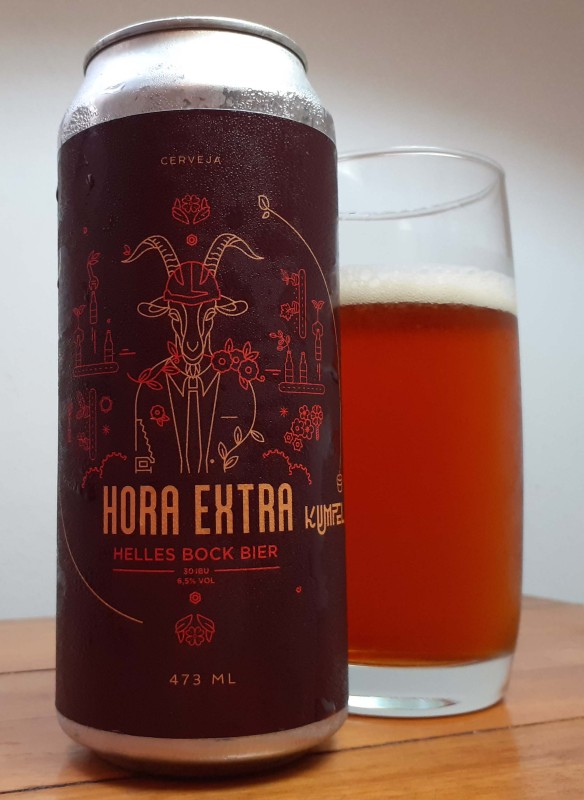 CERVEJA
HORA EXTRA
HELLES BOCK BIER
30 IBU
6,5% VOL
473 ML